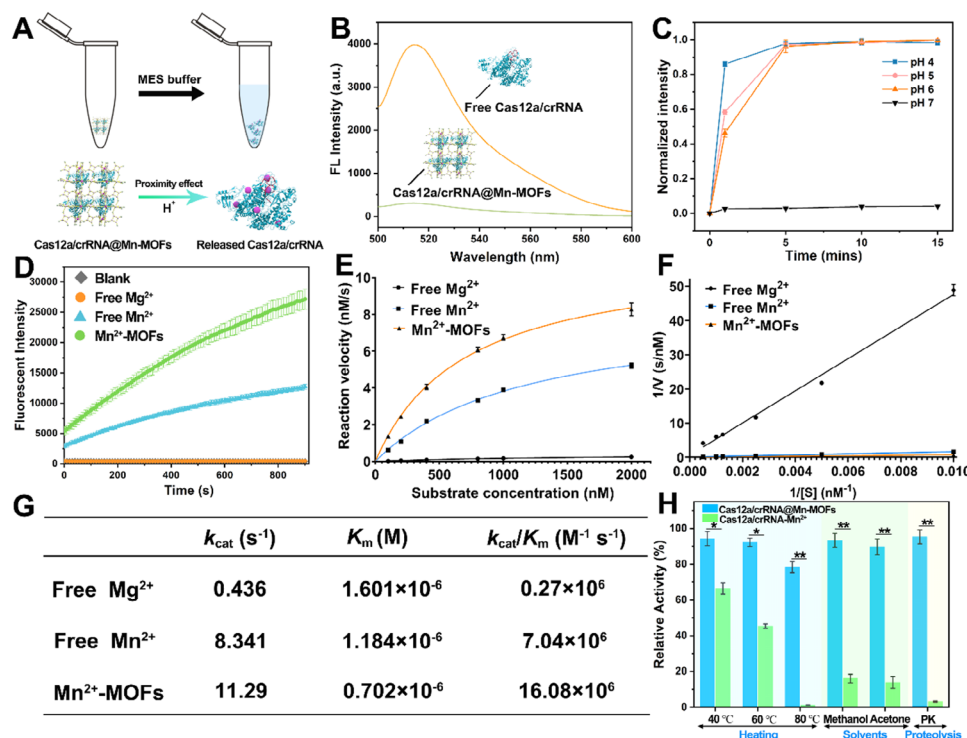 A
MES buffer
Proximity effect
H⁺
Cas12a/crRNA@Mn-MOFs
Released Cas12a/crRNA
B
FL Intensity (a.u.)
4000
3000
2000
1000
0
Free Cas12a/crRNA
Cas12a/crRNA@Mn-MOFs
500 520 540 560 580 600
Wavelength (nm)
C
Normalized intensity
1.0
0.8
0.6
0.4
0.2
0.0
pH 4
pH 5
pH 6
pH 7
0 5 10 15
Time (mins)
D
Fluorescent Intensity
30000
25000
20000
15000
10000
5000
0
Blank
Free Mg²⁺
Free Mn²⁺
Mn²⁺-MOFs
0 200 400 600 800
Time (s)
E
Reaction velocity (nM/s)
10
8
6
4
2
0
Free Mg²⁺
Free Mn²⁺
Mn²⁺-MOFs
0 500 1000 1500 2000
Substrate concentration (nM)
F
1/V (s/nM)
50
40
30
20
10
0
Free Mg²⁺
Free Mn²⁺
Mn²⁺-MOFs
0.000 0.002 0.004 0.006 0.008 0.010
1/[S] (nM⁻¹)
G
kcat (s⁻¹) Km (M) kcat/Km (M⁻¹ s⁻¹)
Free Mg²⁺ 0.436 1.601×10⁻⁶ 0.27×10⁶
Free Mn²⁺ 8.341 1.184×10⁻⁶ 7.04×10⁶
Mn²⁺-MOFs 11.29 0.702×10⁻⁶ 16.08×10⁶
H
Relative Activity (%)
100
80
60
40
20
0
Cas12a/crRNA@Mn-MOFs
Cas12a/crRNA-Mn²⁺
* * ** ** ** **
40 ℃ 60 ℃ 80 ℃ Methanol Acetone PK
Heating Solvents Proteolysis